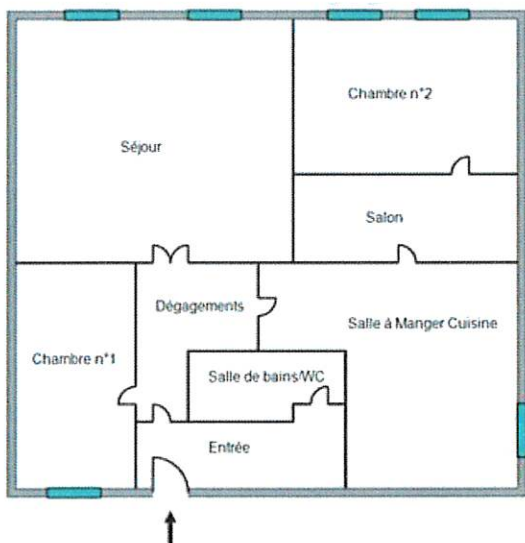 Chambre n°2
Séjour
Salon
Dégagements
Salle à Manger Cuisine
Chambre n°1
Salle de bains/WC
Entrée